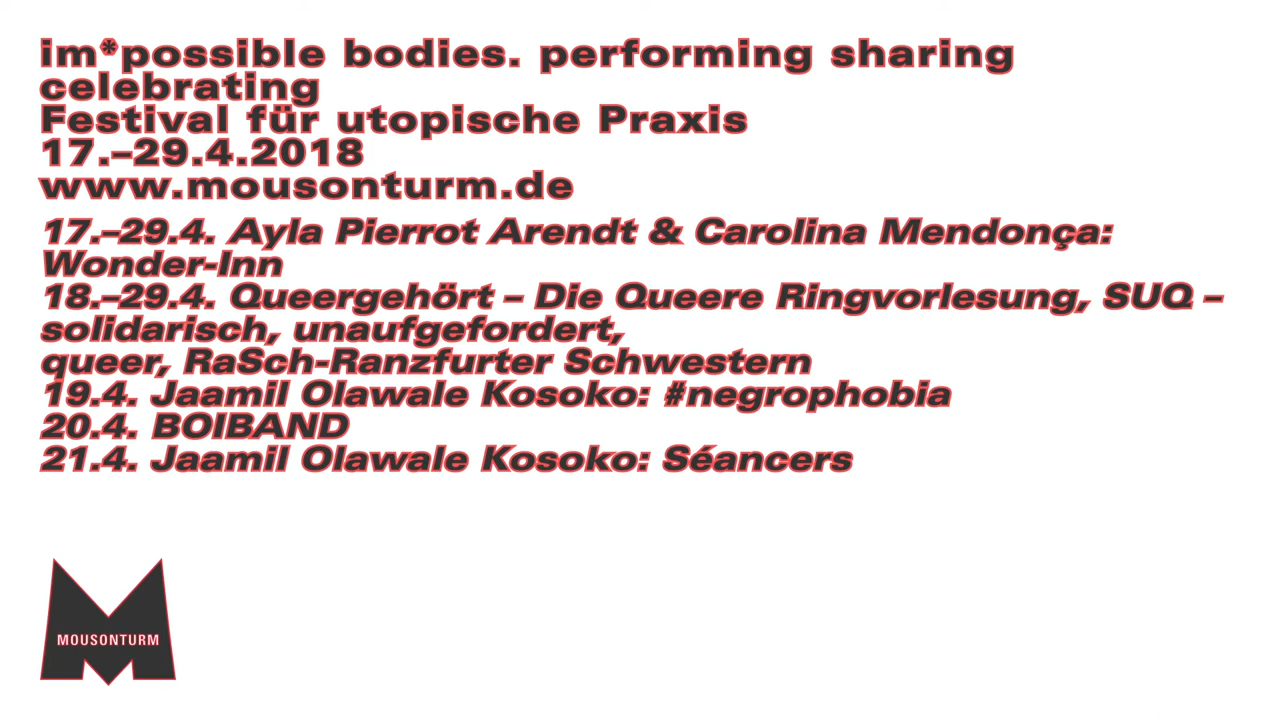 im*possible bodies. performing sharing
celebrating
Festival für utopische Praxis
17.–29.4.2018
www.mousonturm.de
17.–29.4. Ayla Pierrot Arendt & Carolina Mendonça:
Wonder-Inn
18.–29.4. Queergehört – Die Queere Ringvorlesung, SUQ –
solidarisch, unaufgefordert,
queer, RaSch-Ranzfurter Schwestern
19.4. Jaamil Olawale Kosoko: #negrophobia
20.4. BOIBAND
21.4. Jaamil Olawale Kosoko: Séancers
MOUSONTURM